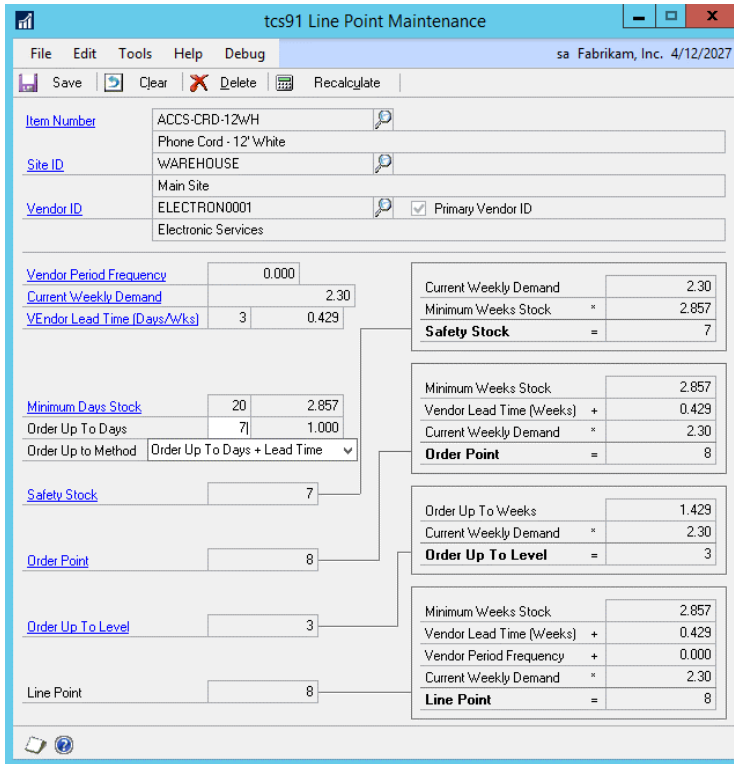 tcs91 Line Point Maintenance
File Edit Tools Help Debug sa Fabrikam, Inc. 4/12/2027
Save Clear Delete Recalculate
Item Number ACCS-CRD-12WH
Phone Cord - 12' White
Site ID WAREHOUSE
Main Site
Vendor ID ELECTRON0001 Primary Vendor ID
Electronic Services
Vendor Period Frequency 0.000
Current Weekly Demand 2.30
VEndor Lead Time (Days/Wks) 3 0.429
Minimum Days Stock 20 2.857
Order Up To Days 7 1.000
Order Up to Method Order Up To Days + Lead Time
Safety Stock 7
Order Point 8
Order Up To Level 3
Line Point 8
Current Weekly Demand 2.30
Minimum Weeks Stock * 2.857
Safety Stock = 7
Minimum Weeks Stock 2.857
Vendor Lead Time (Weeks) + 0.429
Current Weekly Demand * 2.30
Order Point = 8
Order Up To Weeks 1.429
Current Weekly Demand * 2.30
Order Up To Level = 3
Minimum Weeks Stock 2.857
Vendor Lead Time (Weeks) + 0.429
Vendor Period Frequency + 0.000
Current Weekly Demand * 2.30
Line Point = 8